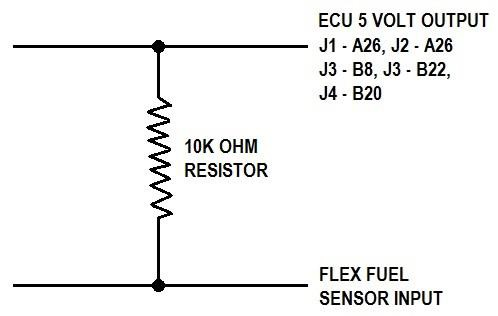 ECU 5 VOLT OUTPUT
J1 - A26, J2 - A26
J3 - B8, J3 - B22,
J4 - B20
10K OHM
RESISTOR
FLEX FUEL
SENSOR INPUT